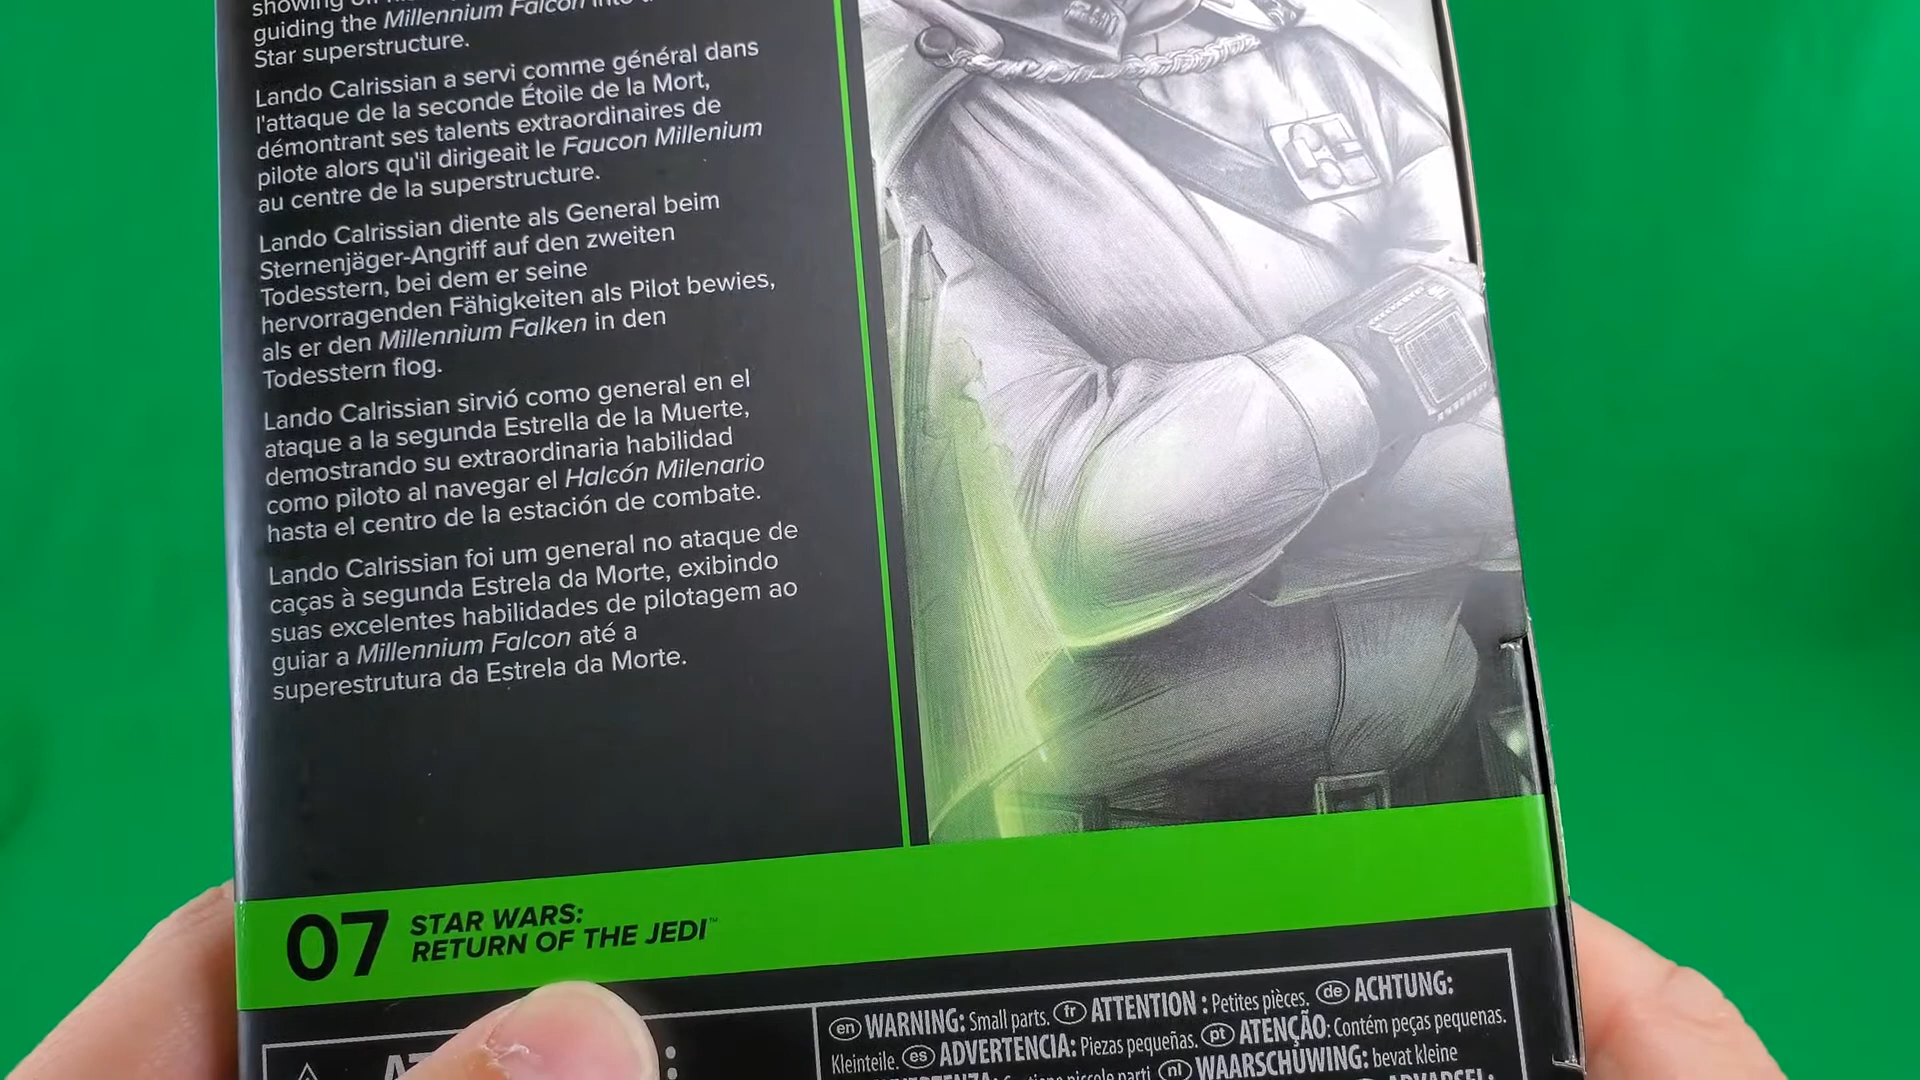 showing off his
guiding the Millennium Falcon into
Star superstructure.
Lando Calrissian a servi comme général dans
l'attaque de la seconde Étoile de la Mort,
démontrant ses talents extraordinaires de
pilote alors qu'il dirigeait le Faucon Millenium
au centre de la superstructure.
Lando Calrissian diente als General beim
Sternenjäger-Angriff auf den zweiten
Todesstern, bei dem er seine
hervorragenden Fähigkeiten als Pilot bewies,
als er den Millennium Falken in den
Todesstern flog.
Lando Calrissian sirvió como general en el
ataque a la segunda Estrella de la Muerte,
demostrando su extraordinaria habilidad
como piloto al navegar el Halcón Milenario
hasta el centro de la estación de combate.
Lando Calrissian foi um general no ataque de
caças à segunda Estrela da Morte, exibindo
suas excelentes habilidades de pilotagem ao
guiar a Millennium Falcon até a
superestrutura da Estrela da Morte.
07 STAR WARS:
RETURN OF THE JEDI™
en WARNING: Small parts. fr ATTENTION : Petites pièces. de ACHTUNG:
Kleinteile. es ADVERTENCIA: Piezas pequeñas. pt ATENÇÃO: Contém peças pequenas.
nl WAARSCHUWING: bevat kleine